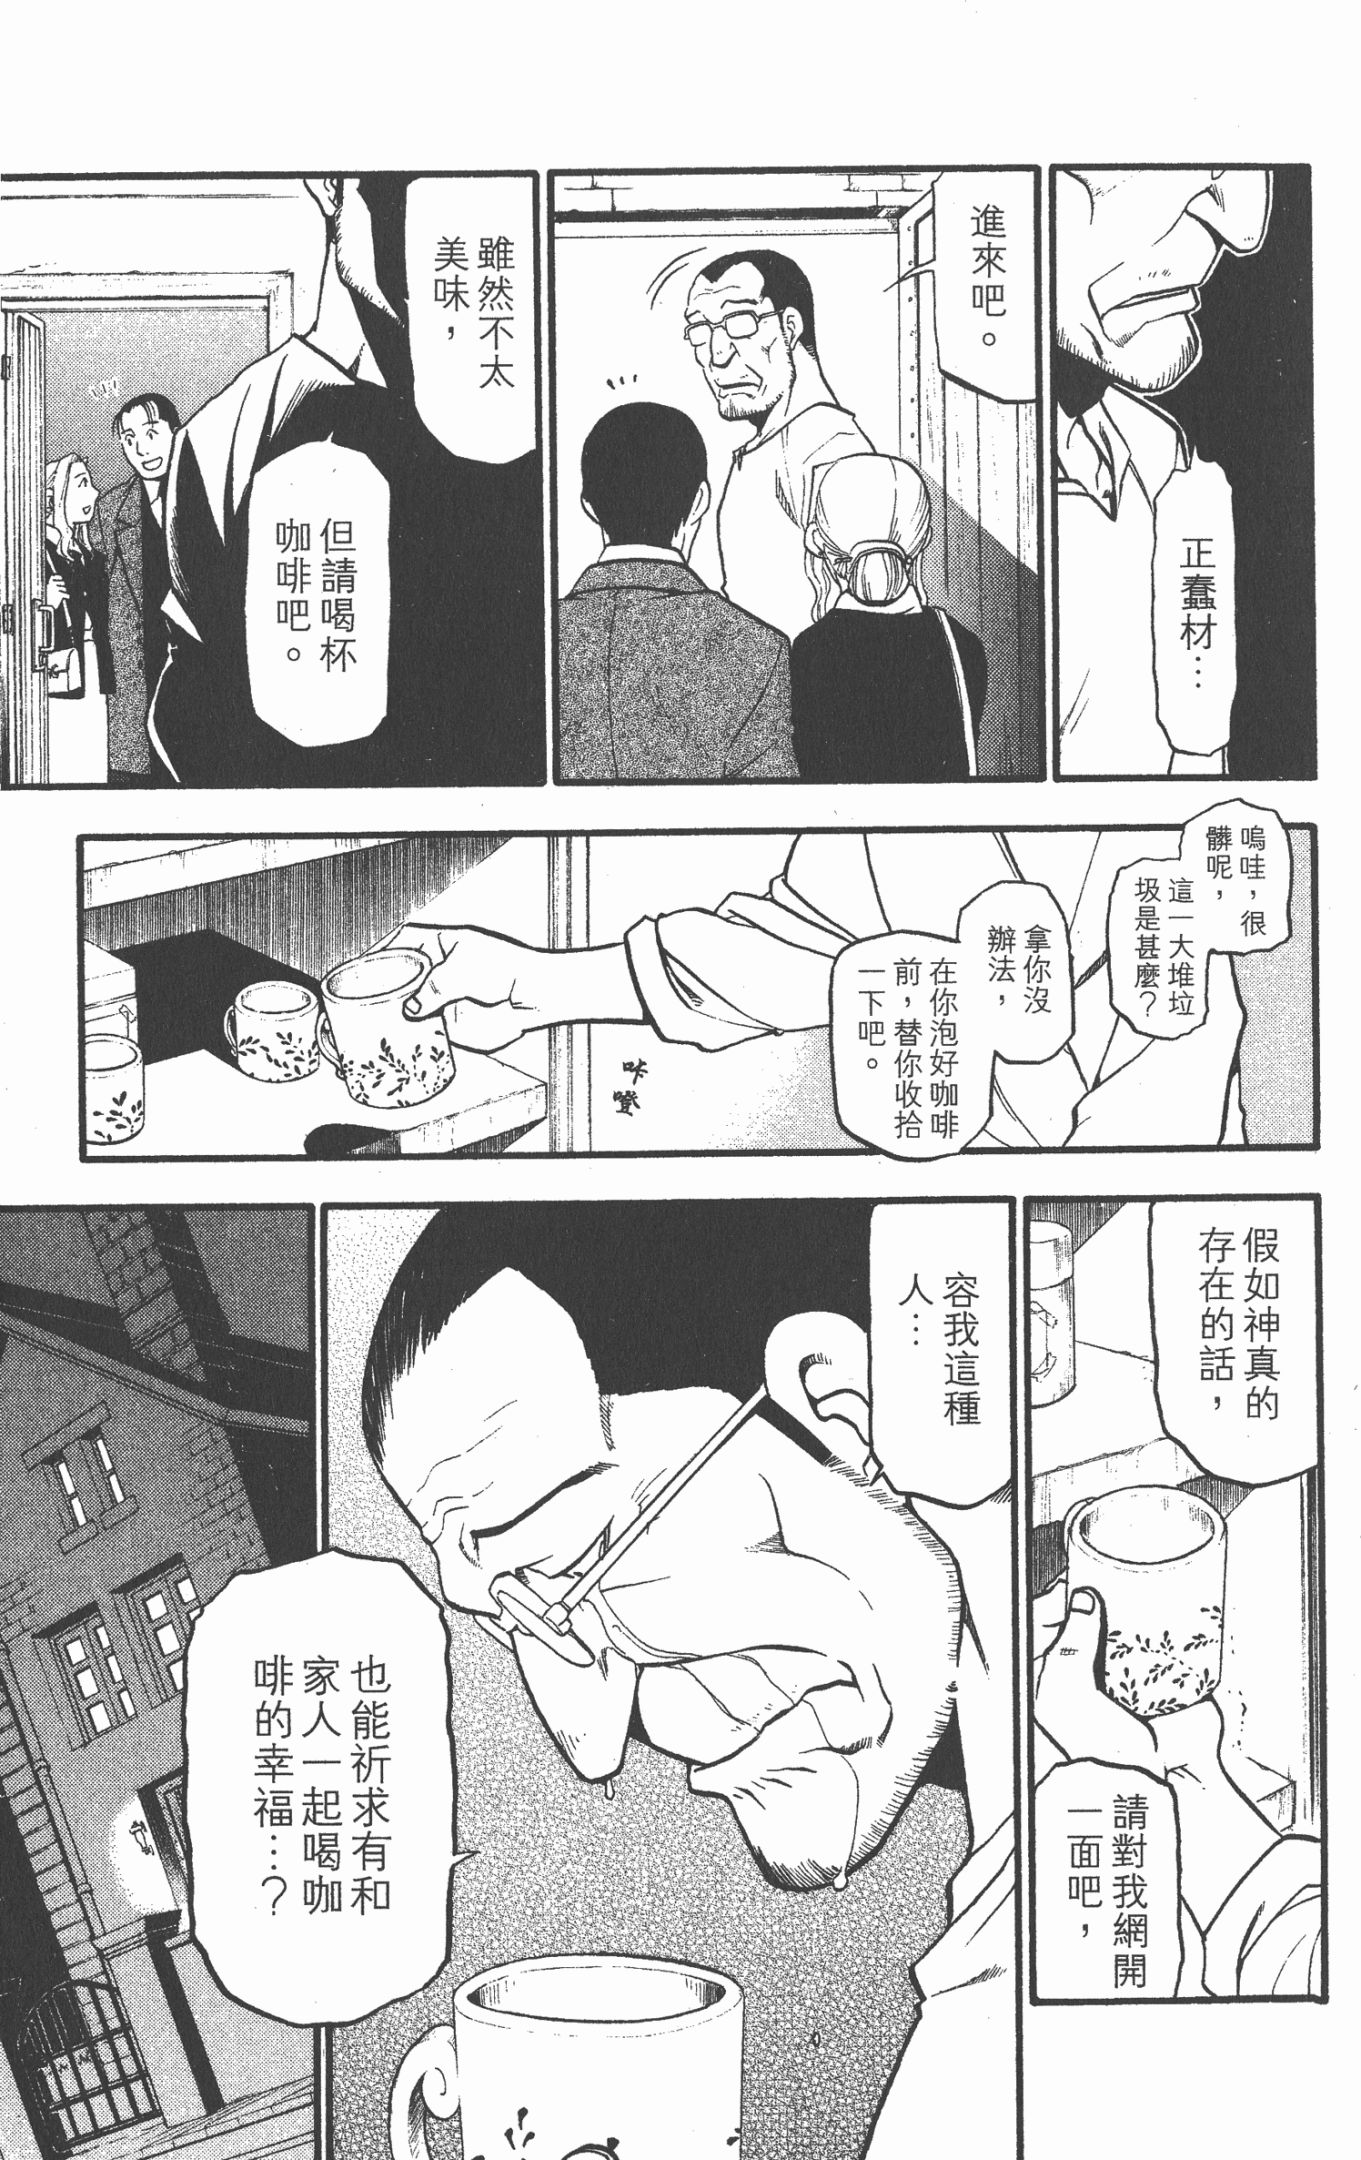 正蠢材…
進來吧。
雖然不太
美味，
但請喝杯
咖啡吧。
嗚哇，很
髒呢，
這一大堆垃
圾是甚麼？
拿你沒
辦法，
在你泡好咖啡
前，替你收拾
一下吧。
咔
噔
假如神真的
存在的話，
請對我網開
一面吧，
容我這種
人…
也能祈求有和
家人一起喝咖
啡的幸福…？